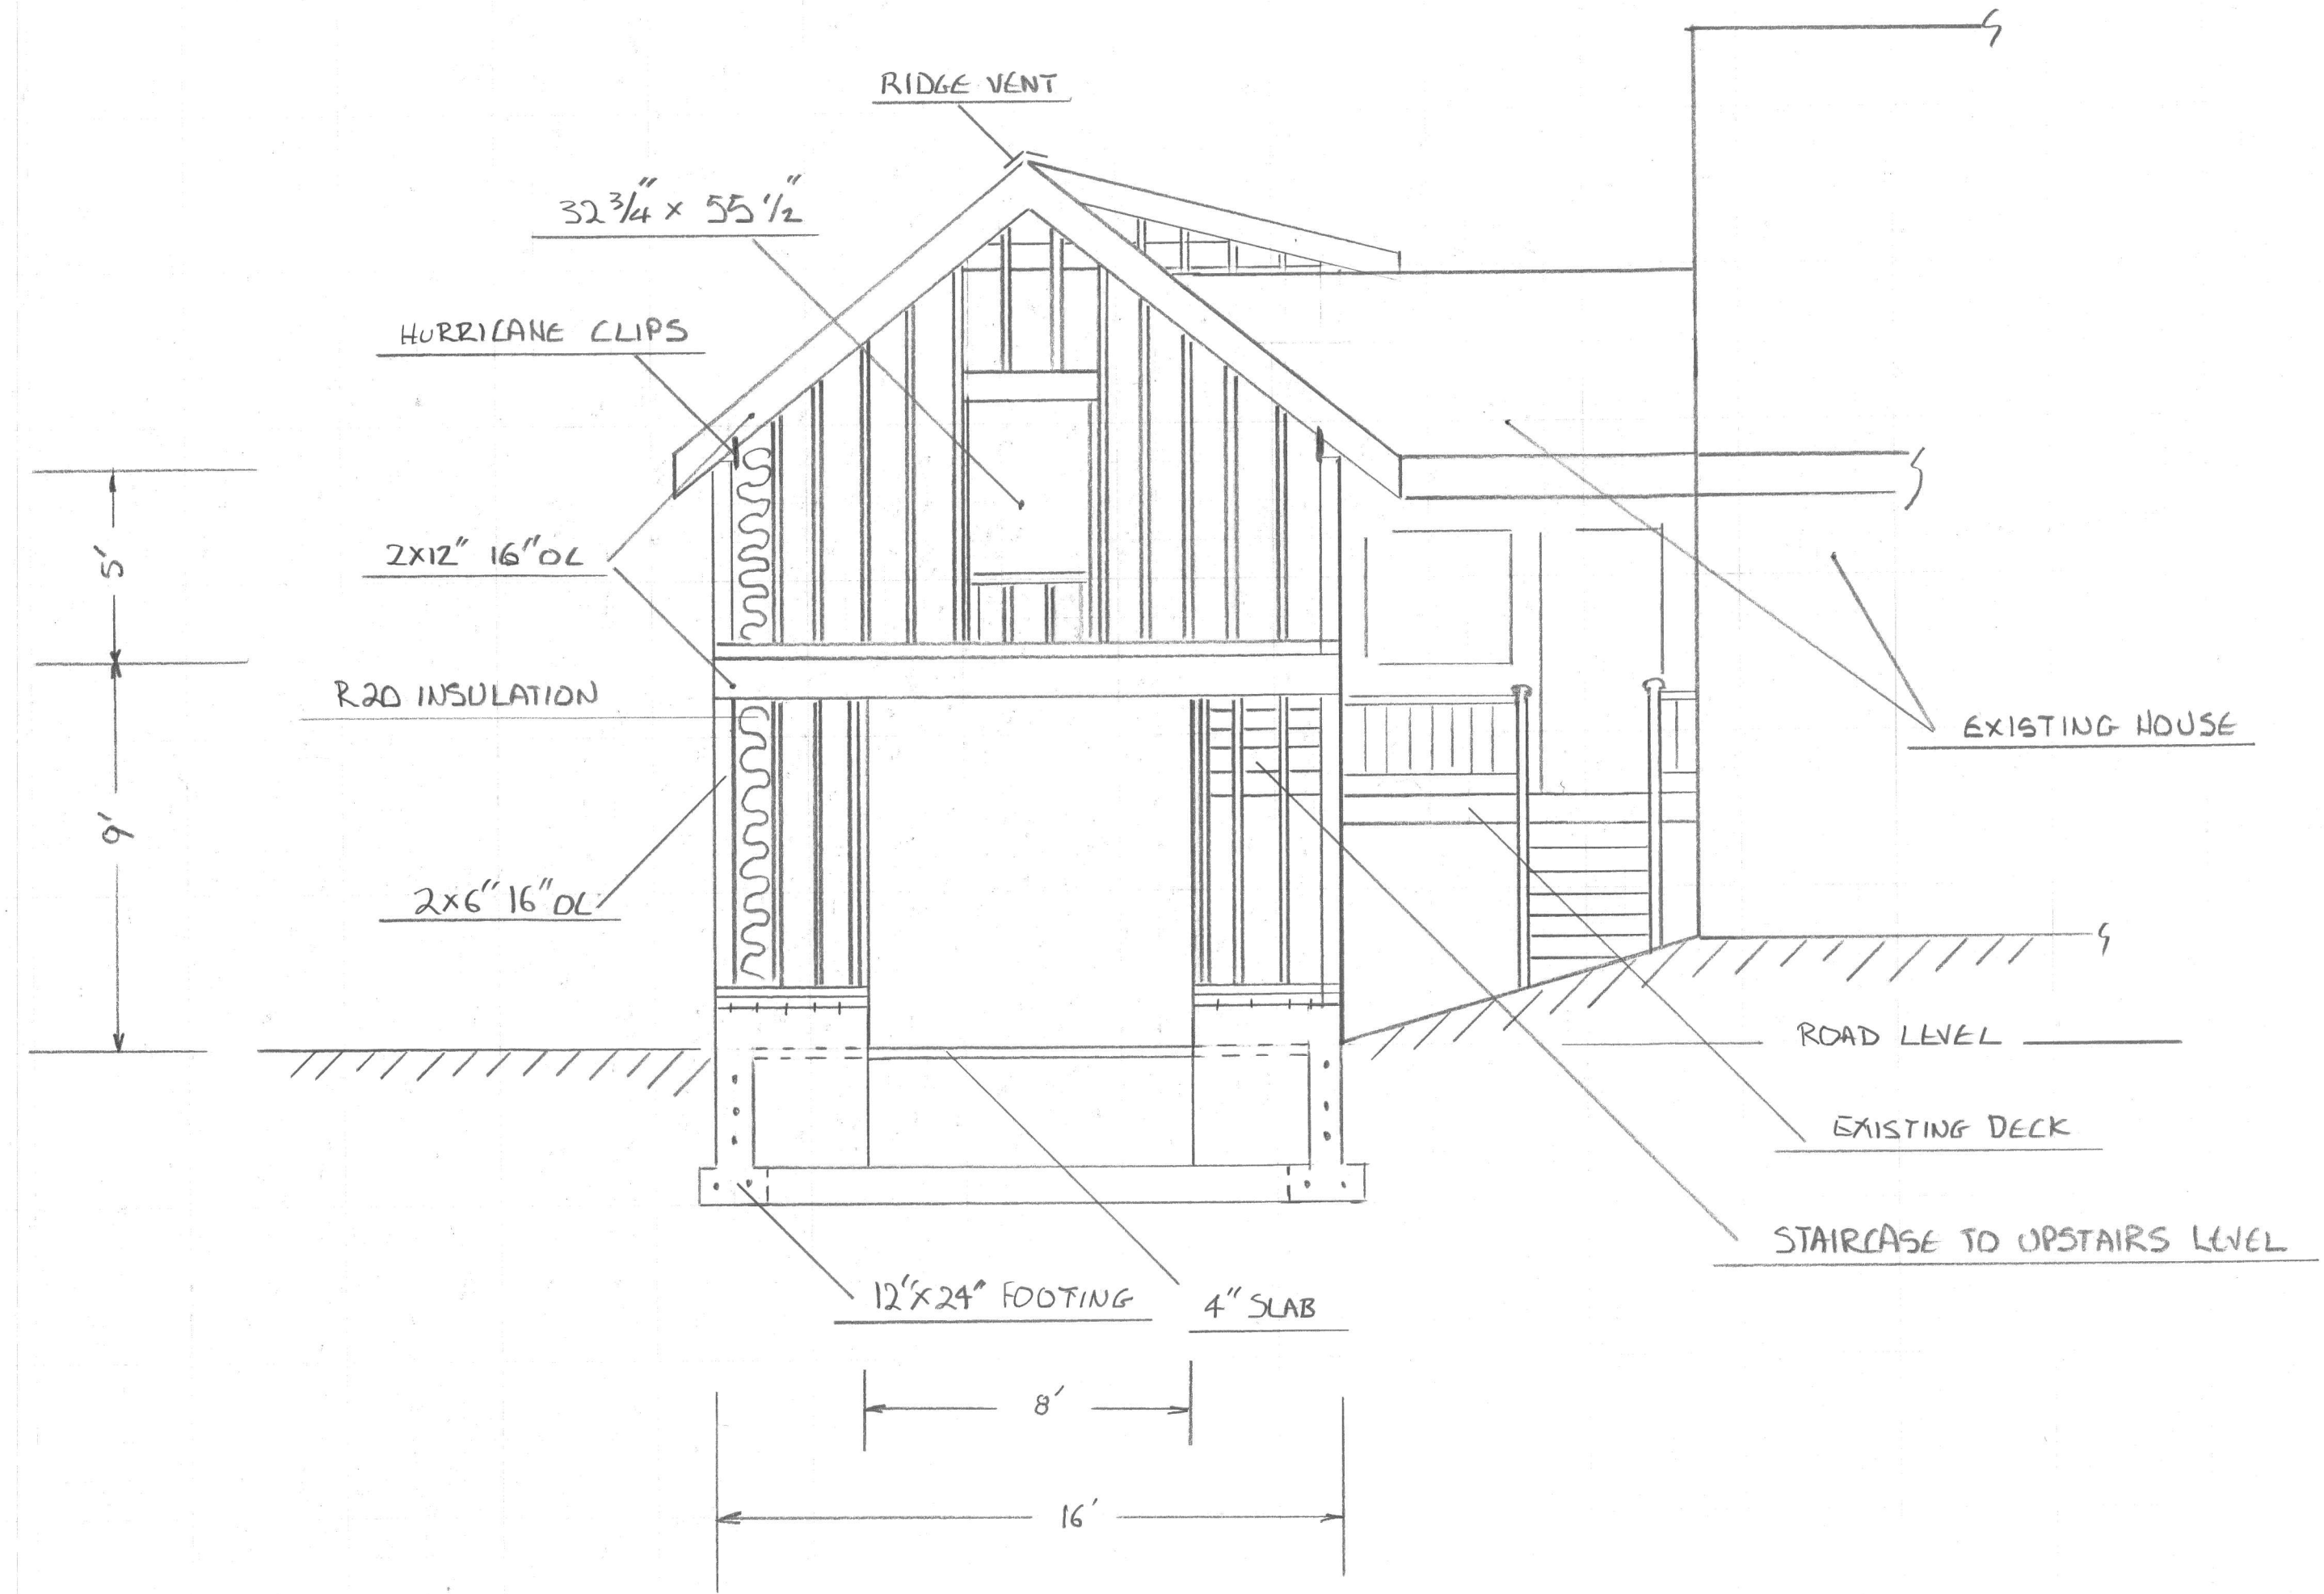 RIDGE VENT
32 3/4" x 55 1/2"
HURRICANE CLIPS
5'
2x12" 16" OC
R20 INSULATION
EXISTING HOUSE
9'
2x6" 16" OC
ROAD LEVEL
EXISTING DECK
STAIRCASE TO UPSTAIRS LEVEL
12"x24" FOOTING
4" SLAB
8'
16'